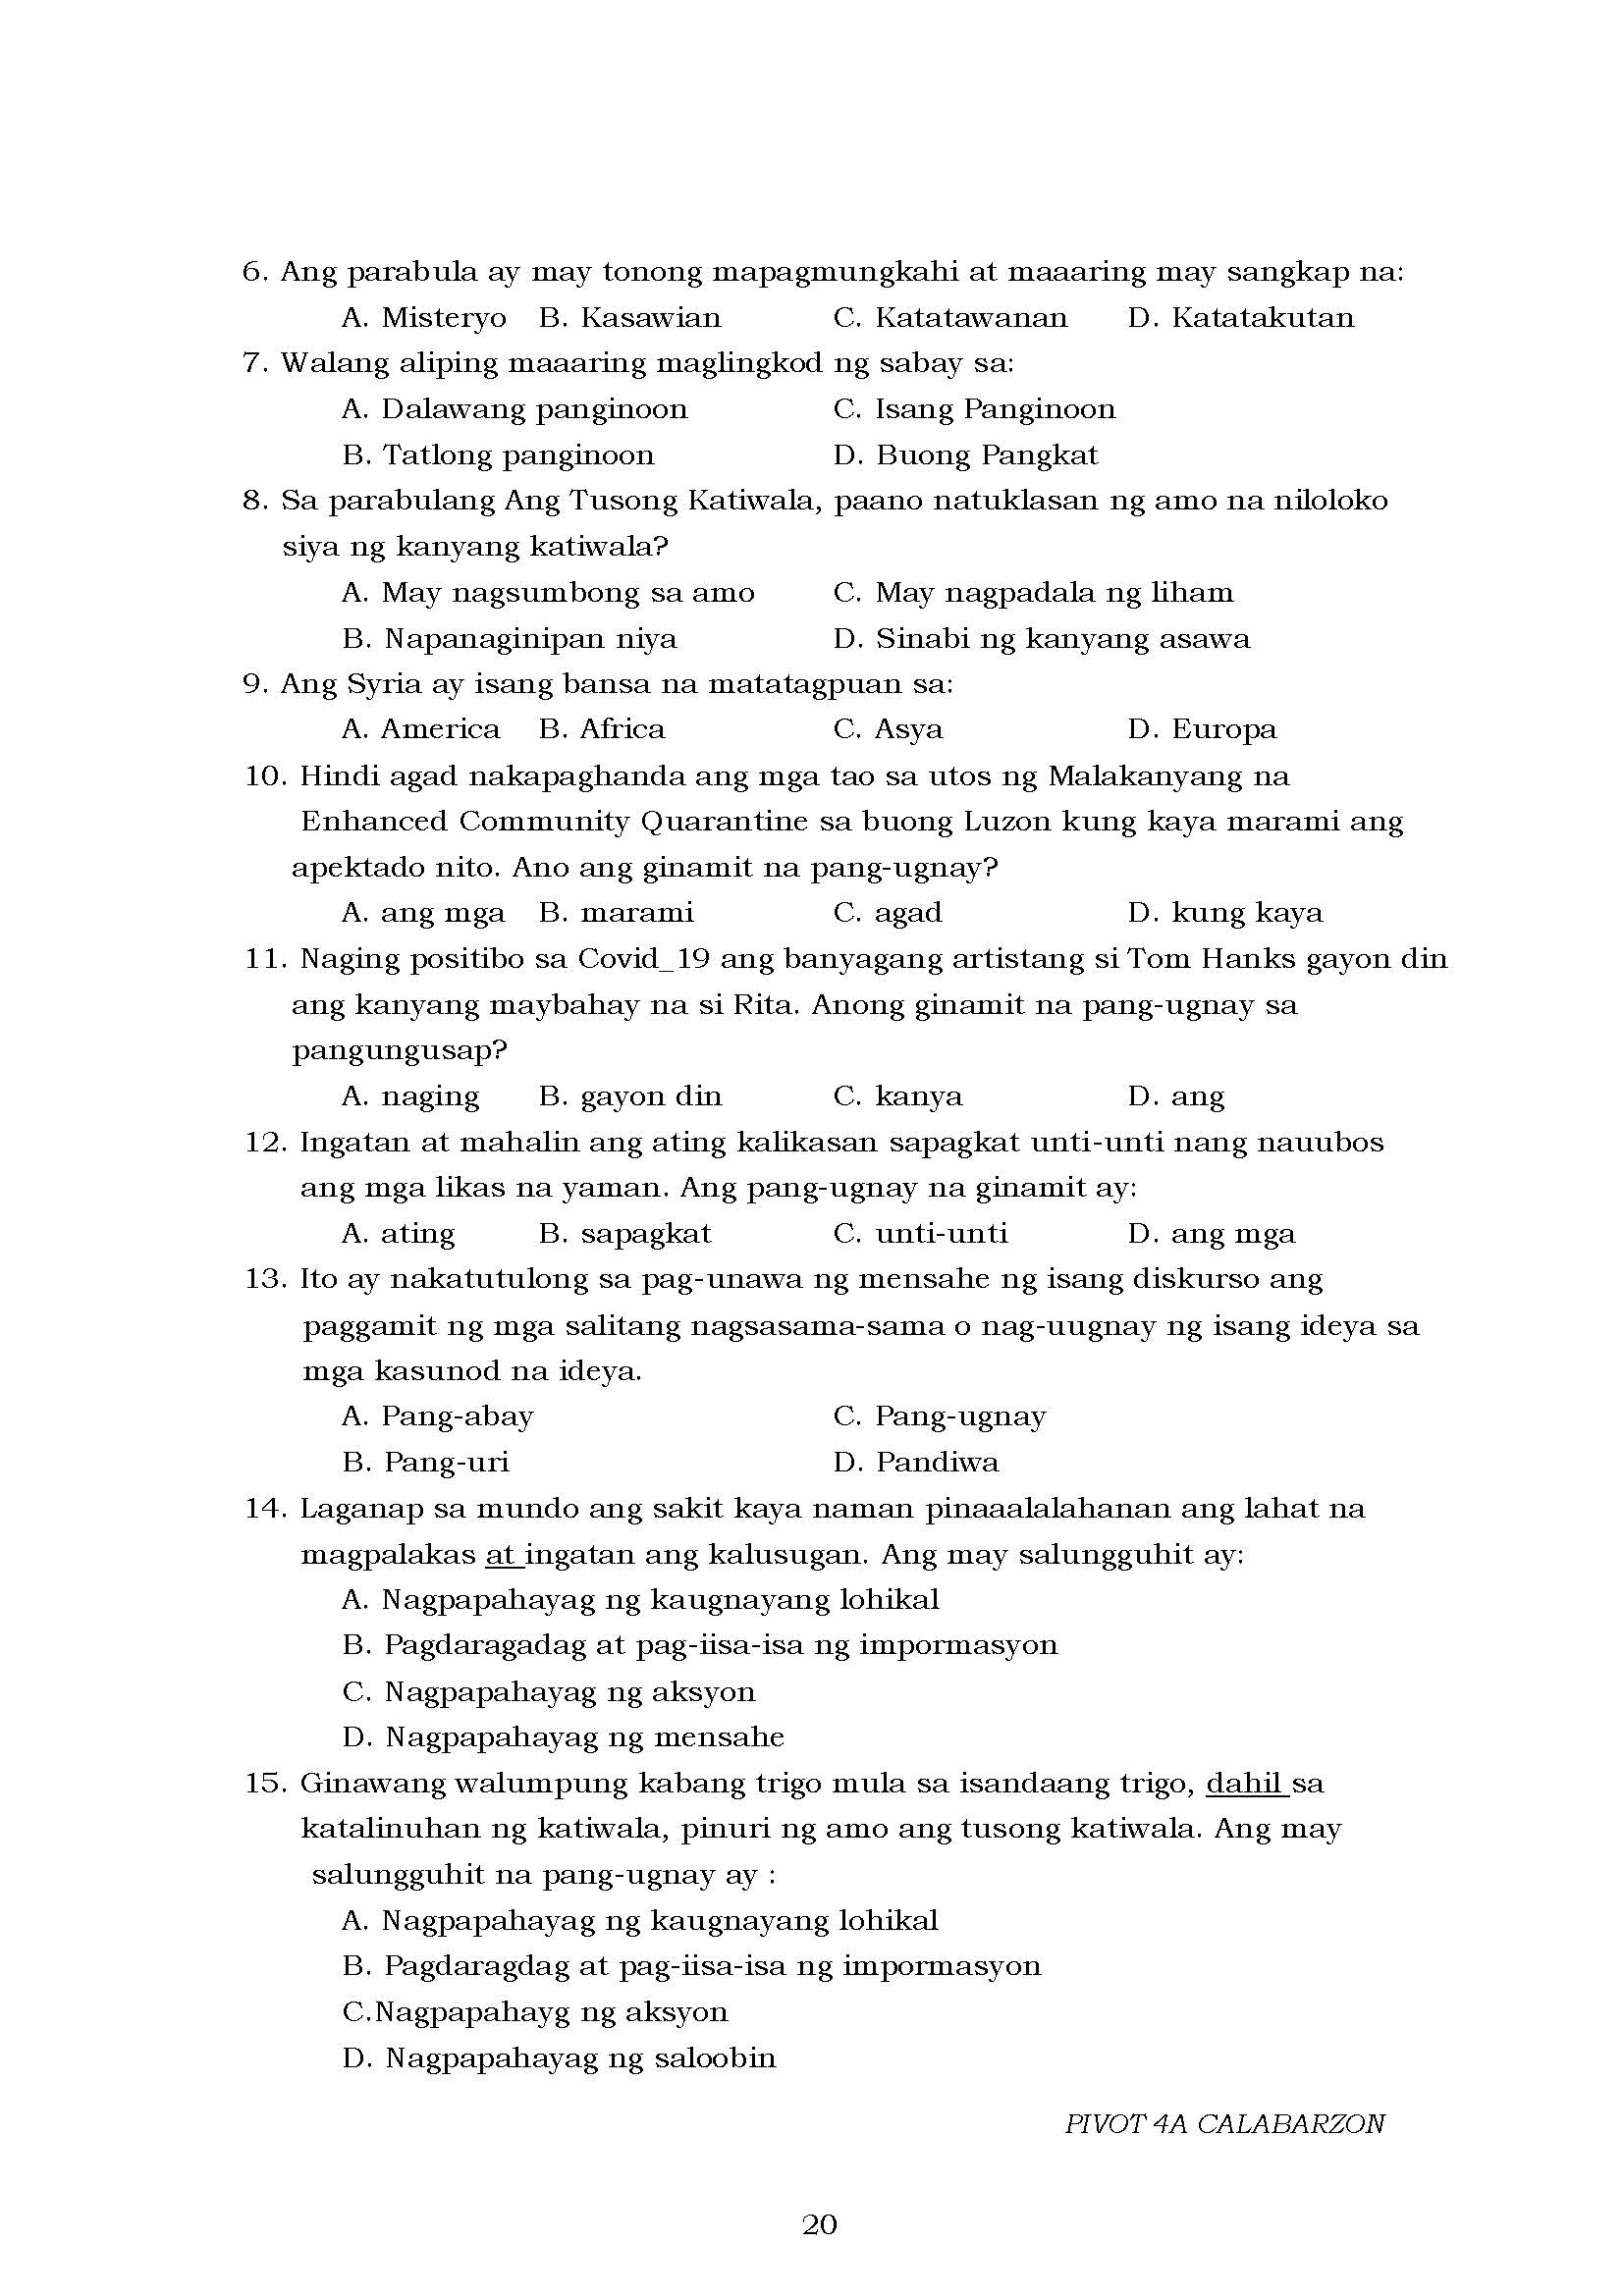 6. Ang parabula ay may tonong mapagmungkahi at maaaring may sangkap na:
A. Misteryo B. Kasawian C. Katatawanan D. Katatakutan
7. Walang aliping maaaring maglingkod ng sabay sa:
A. Dalawang panginoon C. Isang Panginoon
B. Tatlong panginoon D. Buong Pangkat
8. Sa parabulang Ang Tusong Katiwala, paano natuklasan ng amo na niloloko
siya ng kanyang katiwala?
A. May nagsumbong sa amo C. May nagpadala ng liham
B. Napanaginipan niya D. Sinabi ng kanyang asawa
9. Ang Syria ay isang bansa na matatagpuan sa:
A. America B. Africa C. Asya D. Europa
10. Hindi agad nakapaghanda ang mga tao sa utos ng Malakanyang na
Enhanced Community Quarantine sa buong Luzon kung kaya marami ang
apektado nito. Ano ang ginamit na pang-ugnay?
A. ang mga B. marami C. agad D. kung kaya
11. Naging positibo sa Covid_19 ang banyagang artistang si Tom Hanks gayon din
ang kanyang maybahay na si Rita. Anong ginamit na pang-ugnay sa
pangungusap?
A. naging B. gayon din C. kanya D. ang
12. Ingatan at mahalin ang ating kalikasan sapagkat unti-unti nang nauubos
ang mga likas na yaman. Ang pang-ugnay na ginamit ay:
A. ating B. sapagkat C. unti-unti D. ang mga
13. Ito ay nakatutulong sa pag-unawa ng mensahe ng isang diskurso ang
paggamit ng mga salitang nagsasama-sama o nag-uugnay ng isang ideya sa
mga kasunod na ideya.
A. Pang-abay C. Pang-ugnay
B. Pang-uri D. Pandiwa
14. Laganap sa mundo ang sakit kaya naman pinaaalalahanan ang lahat na
magpalakas at ingatan ang kalusugan. Ang may salungguhit ay:
A. Nagpapahayag ng kaugnayang lohikal
B. Pagdaragadag at pag-iisa-isa ng impormasyon
C. Nagpapahayag ng aksyon
D. Nagpapahayag ng mensahe
15. Ginawang walumpung kabang trigo mula sa isandaang trigo, dahil sa
katalinuhan ng katiwala, pinuri ng amo ang tusong katiwala. Ang may
salungguhit na pang-ugnay ay :
A. Nagpapahayag ng kaugnayang lohikal
B. Pagdaragdag at pag-iisa-isa ng impormasyon
C.Nagpapahayg ng aksyon
D. Nagpapahayag ng saloobin
PIVOT 4A CALABARZON
20